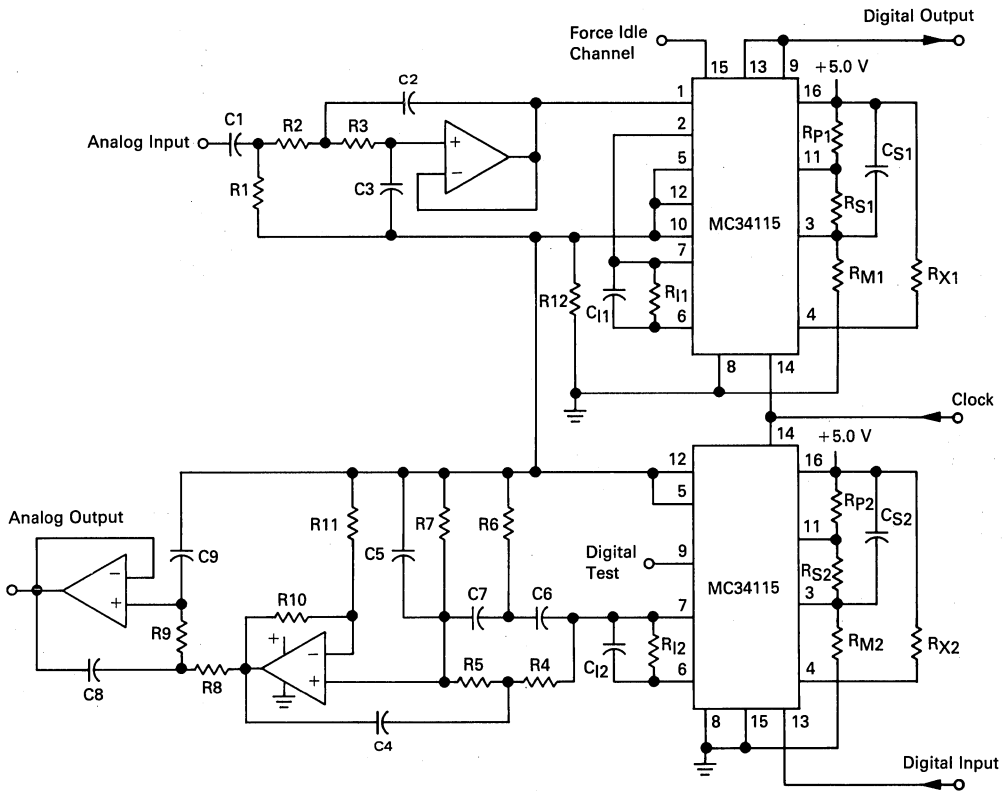 Digital Output
Force Idle
Channel
15
13
9
+5.0 V
C2
1
16
C1
R2
R3
2
RP1
Analog Input
+
5
11
CS1
−
C3
12
RS1
R1
10
MC34115
3
7
RM1
RX1
R12
CI1
RI1
6
4
8
14
Clock
14
+5.0 V
12
16
5
RP2
CS2
Analog Output
R11
R7
R6
11
C5
C9
Digital
Test
9
RS2
−
MC34115
+
R10
C7
C6
7
3
R9
+
−
RI2
RM2
RX2
R5
R4
CI2
6
4
+
R8
C8
C4
8
15
13
Digital Input